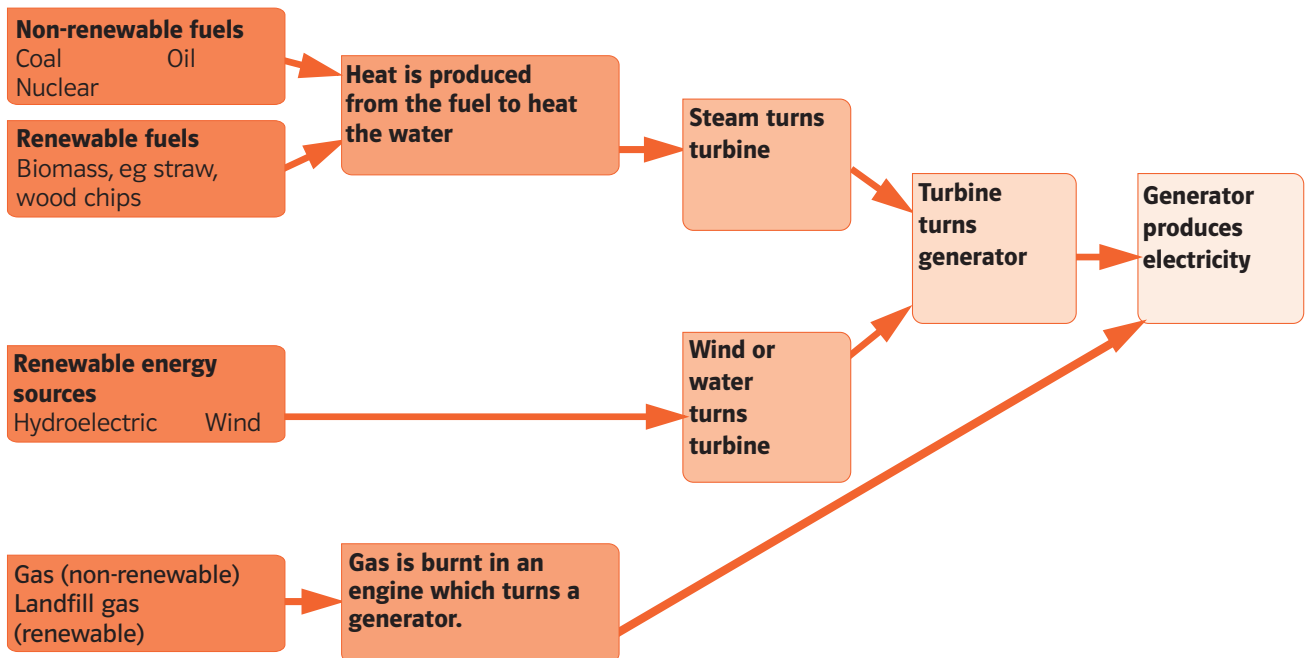 Non-renewable fuels
Coal Oil
Nuclear
Renewable fuels
Biomass, eg straw,
wood chips
Heat is produced
from the fuel to heat
the water
Steam turns
turbine
Turbine
turns
generator
Generator
produces
electricity
Renewable energy
sources
Hydroelectric Wind
Wind or
water
turns
turbine
Gas (non-renewable)
Landfill gas
(renewable)
Gas is burnt in an
engine which turns a
generator.